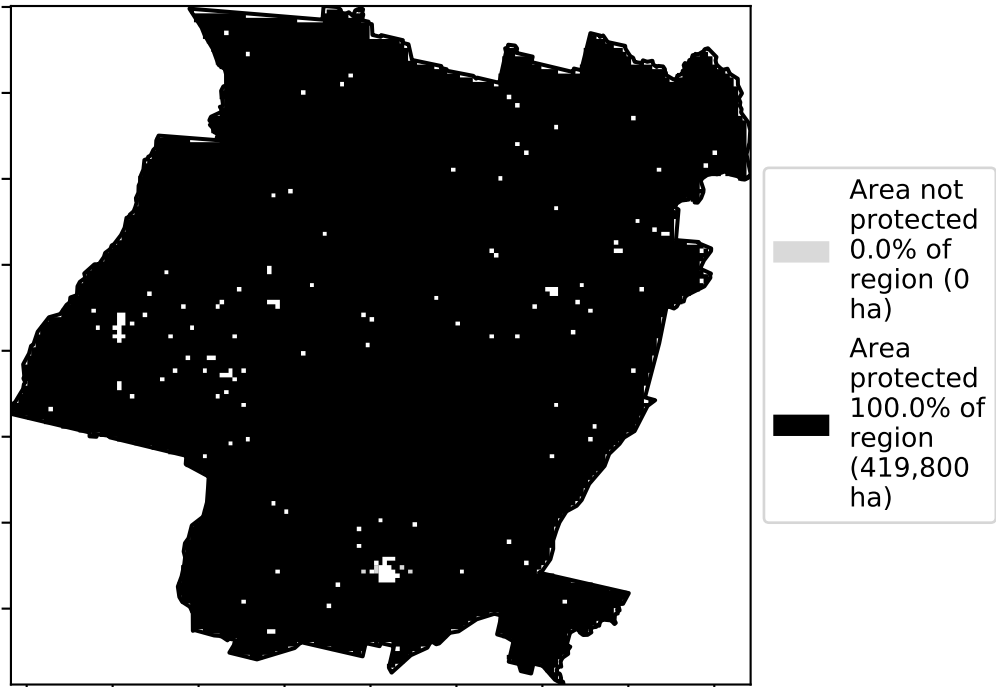 Area not
protected
0.0% of
region (0
ha)
Area
protected
100.0% of
region
(419,800
ha)